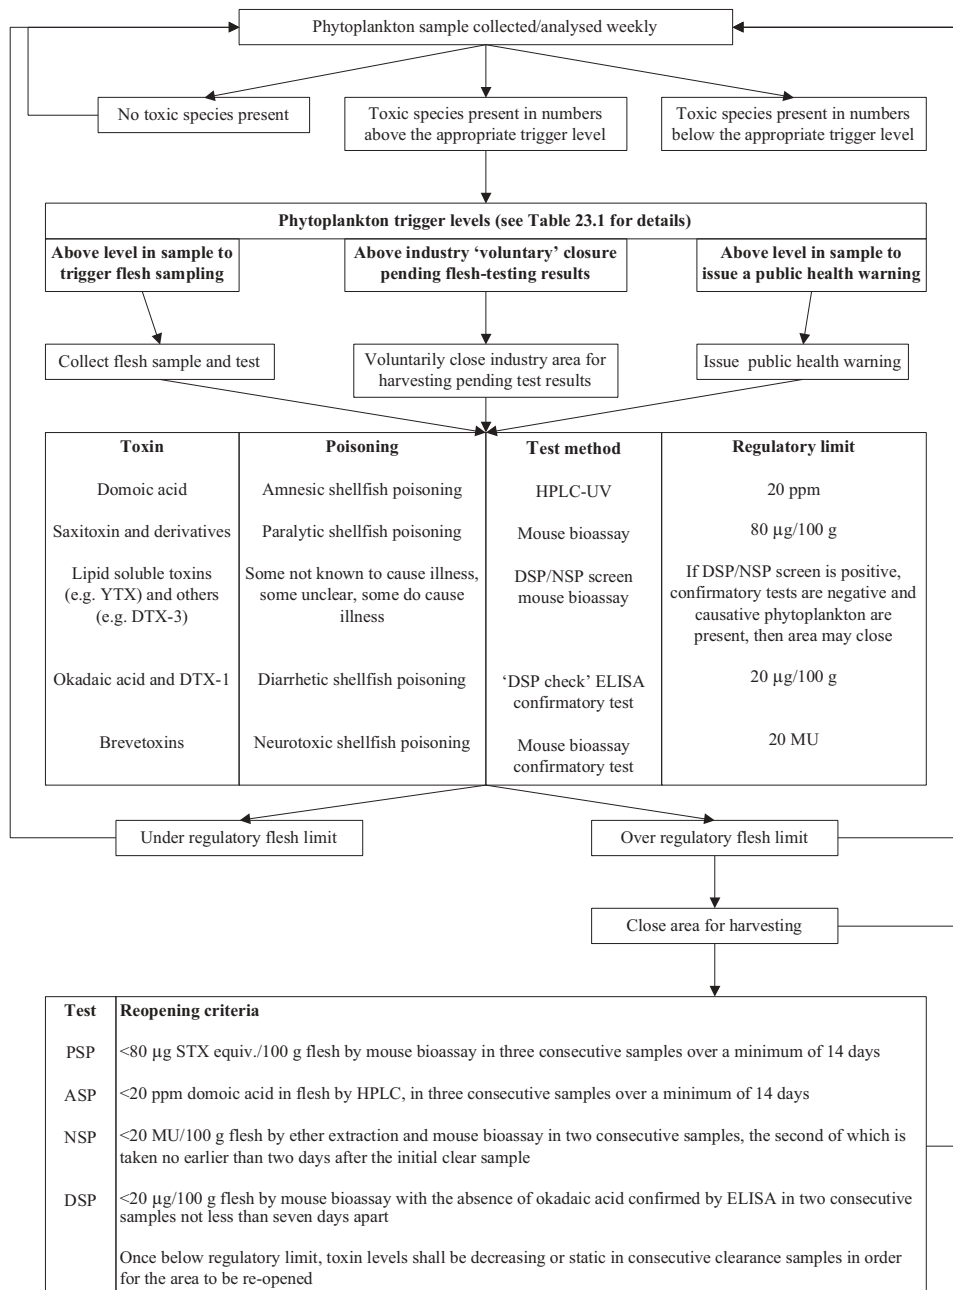 Phytoplankton sample collected/analysed weekly
No toxic species present
Toxic species present in numbers
above the appropriate trigger level
Toxic species present in numbers
below the appropriate trigger level
Phytoplankton trigger levels (see Table 23.1 for details)
Above level in sample to
trigger flesh sampling
Above industry ‘voluntary’ closure
pending flesh-testing results
Above level in sample to
issue a public health warning
Collect flesh sample and test
Voluntarily close industry area for
harvesting pending test results
Issue public health warning
Toxin Poisoning Test method Regulatory limit
Domoic acid Amnesic shellfish poisoning HPLC-UV 20 ppm
Saxitoxin and derivatives Paralytic shellfish poisoning Mouse bioassay 80 µg/100 g
Lipid soluble toxins
(e.g. YTX) and others
(e.g. DTX-3)
Some not known to cause illness,
some unclear, some do cause
illness
DSP/NSP screen
mouse bioassay
If DSP/NSP screen is positive,
confirmatory tests are negative and
causative phytoplankton are
present, then area may close
Okadaic acid and DTX-1 Diarrhetic shellfish poisoning
‘DSP check’ ELISA
confirmatory test
20 µg/100 g
Brevetoxins Neurotoxic shellfish poisoning
Mouse bioassay
confirmatory test
20 MU
Under regulatory flesh limit
Over regulatory flesh limit
Close area for harvesting
Test Reopening criteria
PSP <80 µg STX equiv./100 g flesh by mouse bioassay in three consecutive samples over a minimum of 14 days
ASP <20 ppm domoic acid in flesh by HPLC, in three consecutive samples over a minimum of 14 days
NSP <20 MU/100 g flesh by ether extraction and mouse bioassay in two consecutive samples, the second of which is
taken no earlier than two days after the initial clear sample
DSP <20 µg/100 g flesh by mouse bioassay with the absence of okadaic acid confirmed by ELISA in two consecutive
samples not less than seven days apart
Once below regulatory limit, toxin levels shall be decreasing or static in consecutive clearance samples in order
for the area to be re-opened